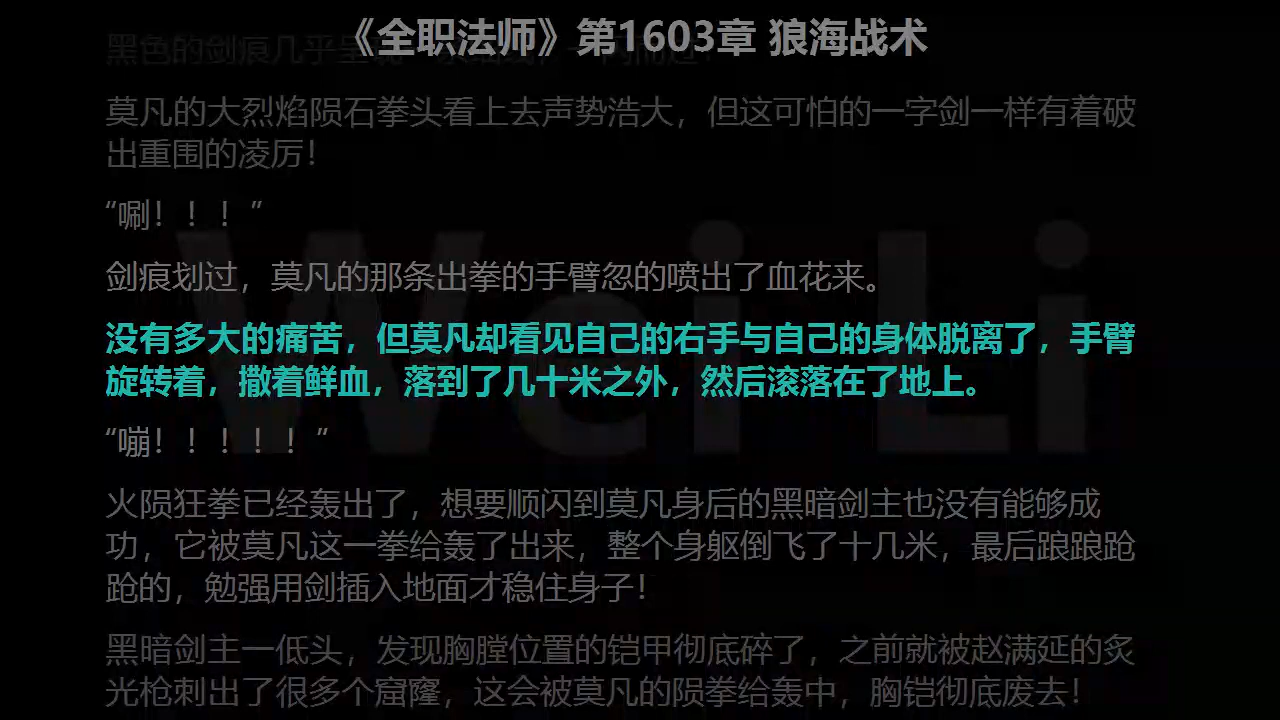 《全职法师》第1603章 狼海战术
莫凡的大烈焰陨石拳头看上去声势浩大，但这可怕的一字剑一样有着破
出重围的凌厉！
“唰！！！”
剑痕划过，莫凡的那条出拳的手臂忽的喷出了血花来。
没有多大的痛苦，但莫凡却看见自己的右手与自己的身体脱离了，手臂
旋转着，撒着鲜血，落到了几十米之外，然后滚落在了地上。
“嘣！！！！！”
火陨狂拳已经轰出了，想要顺闪到莫凡身后的黑暗剑主也没有能够成
功，它被莫凡这一拳给轰了出来，整个身躯倒飞了十几米，最后踉踉跄
跄的，勉强用剑插入地面才稳住身子！
黑暗剑主一低头，发现胸膛位置的铠甲彻底碎了，之前就被赵满延的炙
光枪刺出了很多个窟窿，这会被莫凡的陨拳给轰中，胸铠彻底废去！
Wei Li